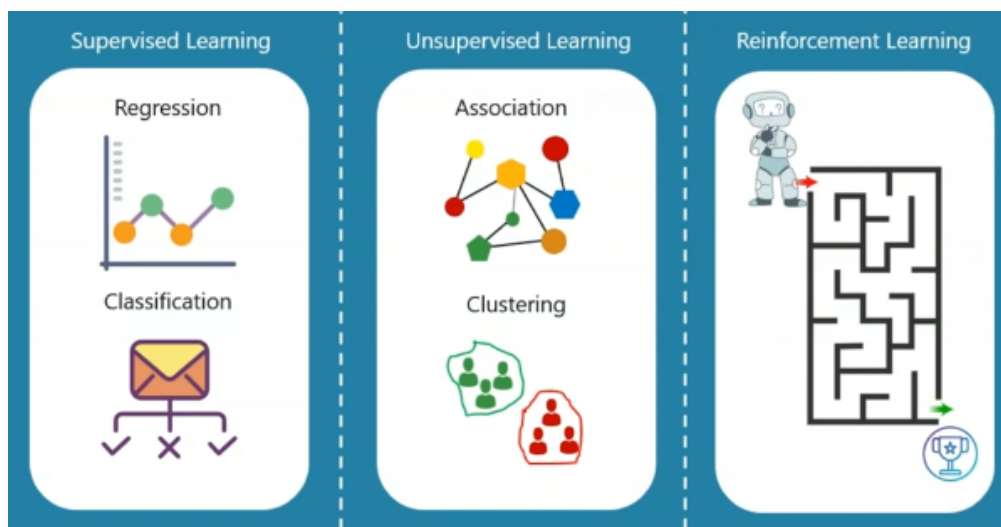 Supervised Learning
Regression
Classification
Unsupervised Learning
Association
Clustering
Reinforcement Learning
? ?